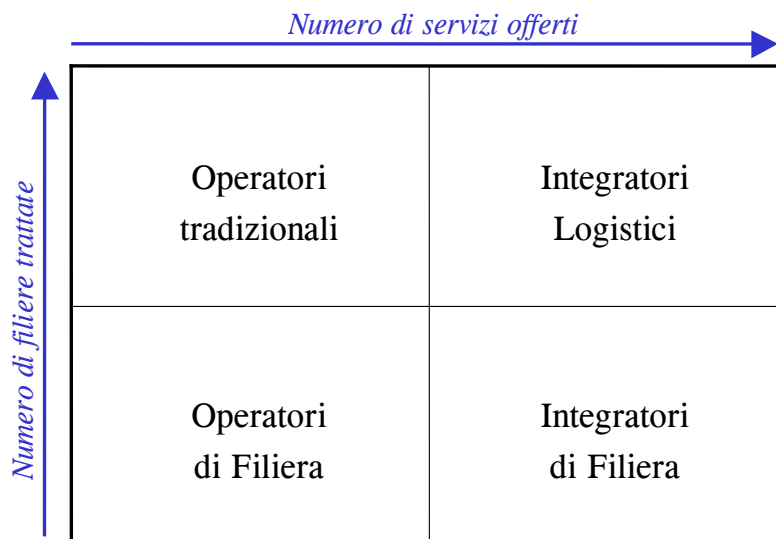 Numero di servizi offerti
Numero di filiere trattate
Operatori
tradizionali
Integratori
Logistici
Operatori
di Filiera
Integratori
di Filiera